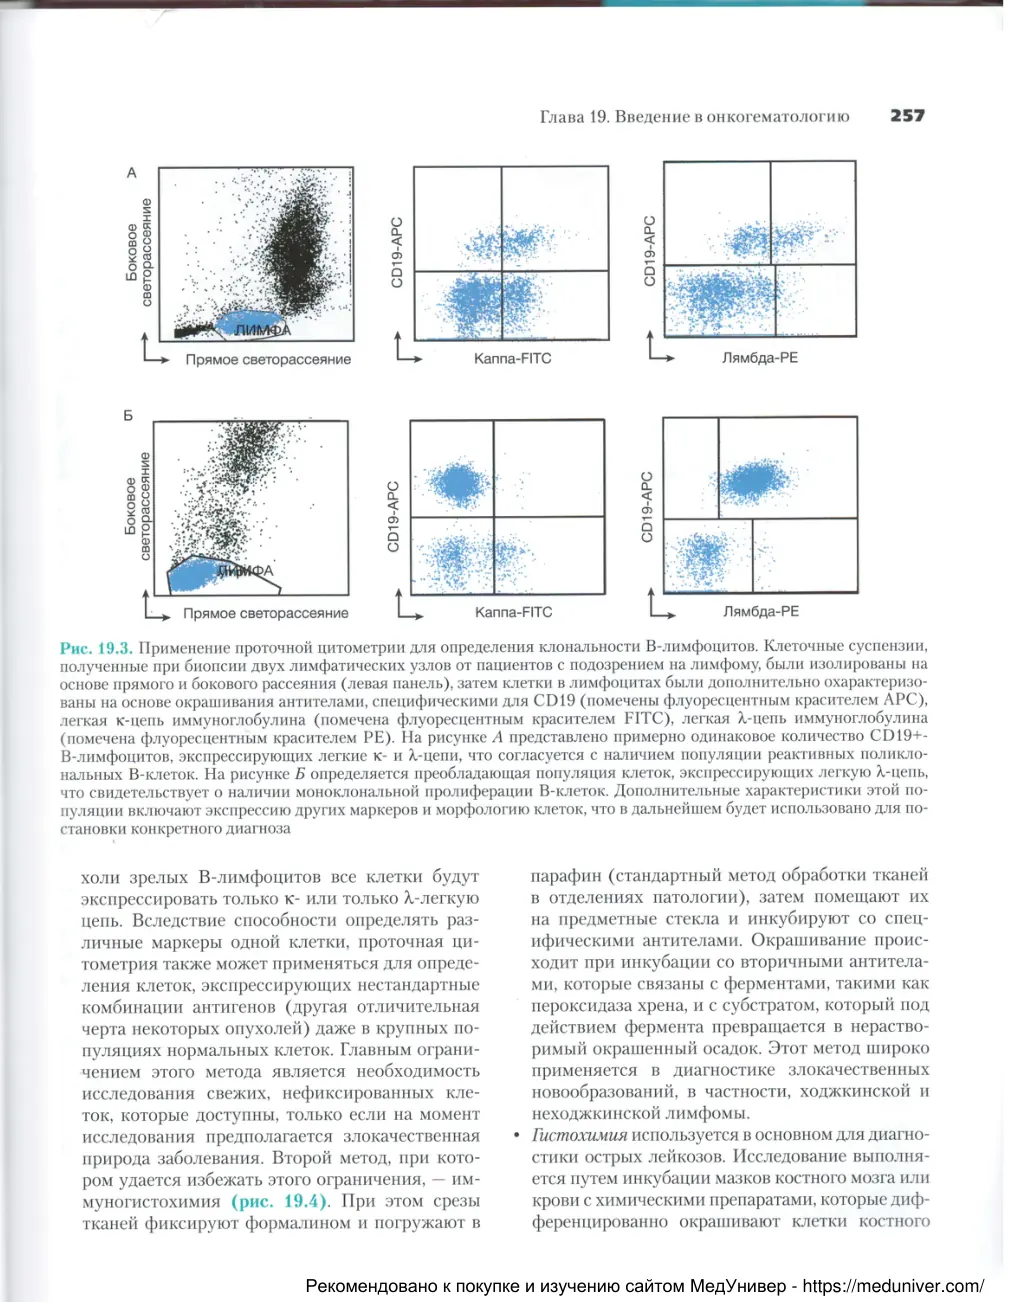 Глава 19. Введение в онкогематологию 257
А
Боковое
светорассеяние
ЛИМФА
Прямое светорассеяние
CD19-APC
Каппа-FITC
CD19-APC
Лямбда-PE
Б
Боковое
светорассеяние
ЛИМФА
Прямое светорассеяние
CD19-APC
Каппа-FITC
CD19-APC
Лямбда-PE
Рис. 19.3. Применение проточной цитометрии для определения клональности В-лимфоцитов. Клеточные суспензии,
полученные при биопсии двух лимфатических узлов от пациентов с подозрением на лимфому, были изолированы на
основе прямого и бокового рассеяния (левая панель), затем клетки в лимфоцитах были дополнительно охарактеризо-
ваны на основе окрашивания антителами, специфическими для CD19 (помечены флуоресцентным красителем APC),
легкая κ-цепь иммуноглобулина (помечена флуоресцентным красителем FITC), легкая λ-цепь иммуноглобулина
(помечена флуоресцентным красителем PE). На рисунке А представлено примерно одинаковое количество CD19+-
В-лимфоцитов, экспрессирующих легкие κ- и λ-цепи, что согласуется с наличием популяции реактивных поликло-
нальных В-клеток. На рисунке Б определяется преобладающая популяция клеток, экспрессирующих легкую λ-цепь,
что свидетельствует о наличии моноклональной пролиферации В-клеток. Дополнительные характеристики этой по-
пуляции включают экспрессию других маркеров и морфологию клеток, что в дальнейшем будет использовано для по-
становки конкретного диагноза
холи зрелых В-лимфоцитов все клетки будут
экспрессировать только κ- или только λ-легкую
цепь. Вследствие способности определять раз-
личные маркеры одной клетки, проточная ци-
тометрия также может применяться для опреде-
ления клеток, экспрессирующих нестандартные
комбинации антигенов (другая отличительная
черта некоторых опухолей) даже в крупных по-
пуляциях нормальных клеток. Главным ограни-
чением этого метода является необходимость
исследования свежих, нефиксированных кле-
ток, которые доступны, только если на момент
исследования предполагается злокачественная
природа заболевания. Второй метод, при кото-
ром удается избежать этого ограничения, — им-
муногистохимия (рис. 19.4). При этом срезы
тканей фиксируют формалином и погружают в
парафин (стандартный метод обработки тканей
в отделениях патологии), затем помещают их
на предметные стекла и инкубируют со спец-
ифическими антителами. Окрашивание проис-
ходит при инкубации со вторичными антитела-
ми, которые связаны с ферментами, такими как
пероксидаза хрена, и с субстратом, который под
действием фермента превращается в нераство-
римый окрашенный осадок. Этот метод широко
применяется в диагностике злокачественных
новообразований, в частности, ходжкинской и
неходжкинской лимфомы.
• Гистохимия используется в основном для диагно-
стики острых лейкозов. Исследование выполня-
ется путем инкубации мазков костного мозга или
крови с химическими препаратами, которые диф-
ференцированно окрашивают клетки костного
Рекомендовано к покупке и изучению сайтом МедУнивер - https://meduniver.com/